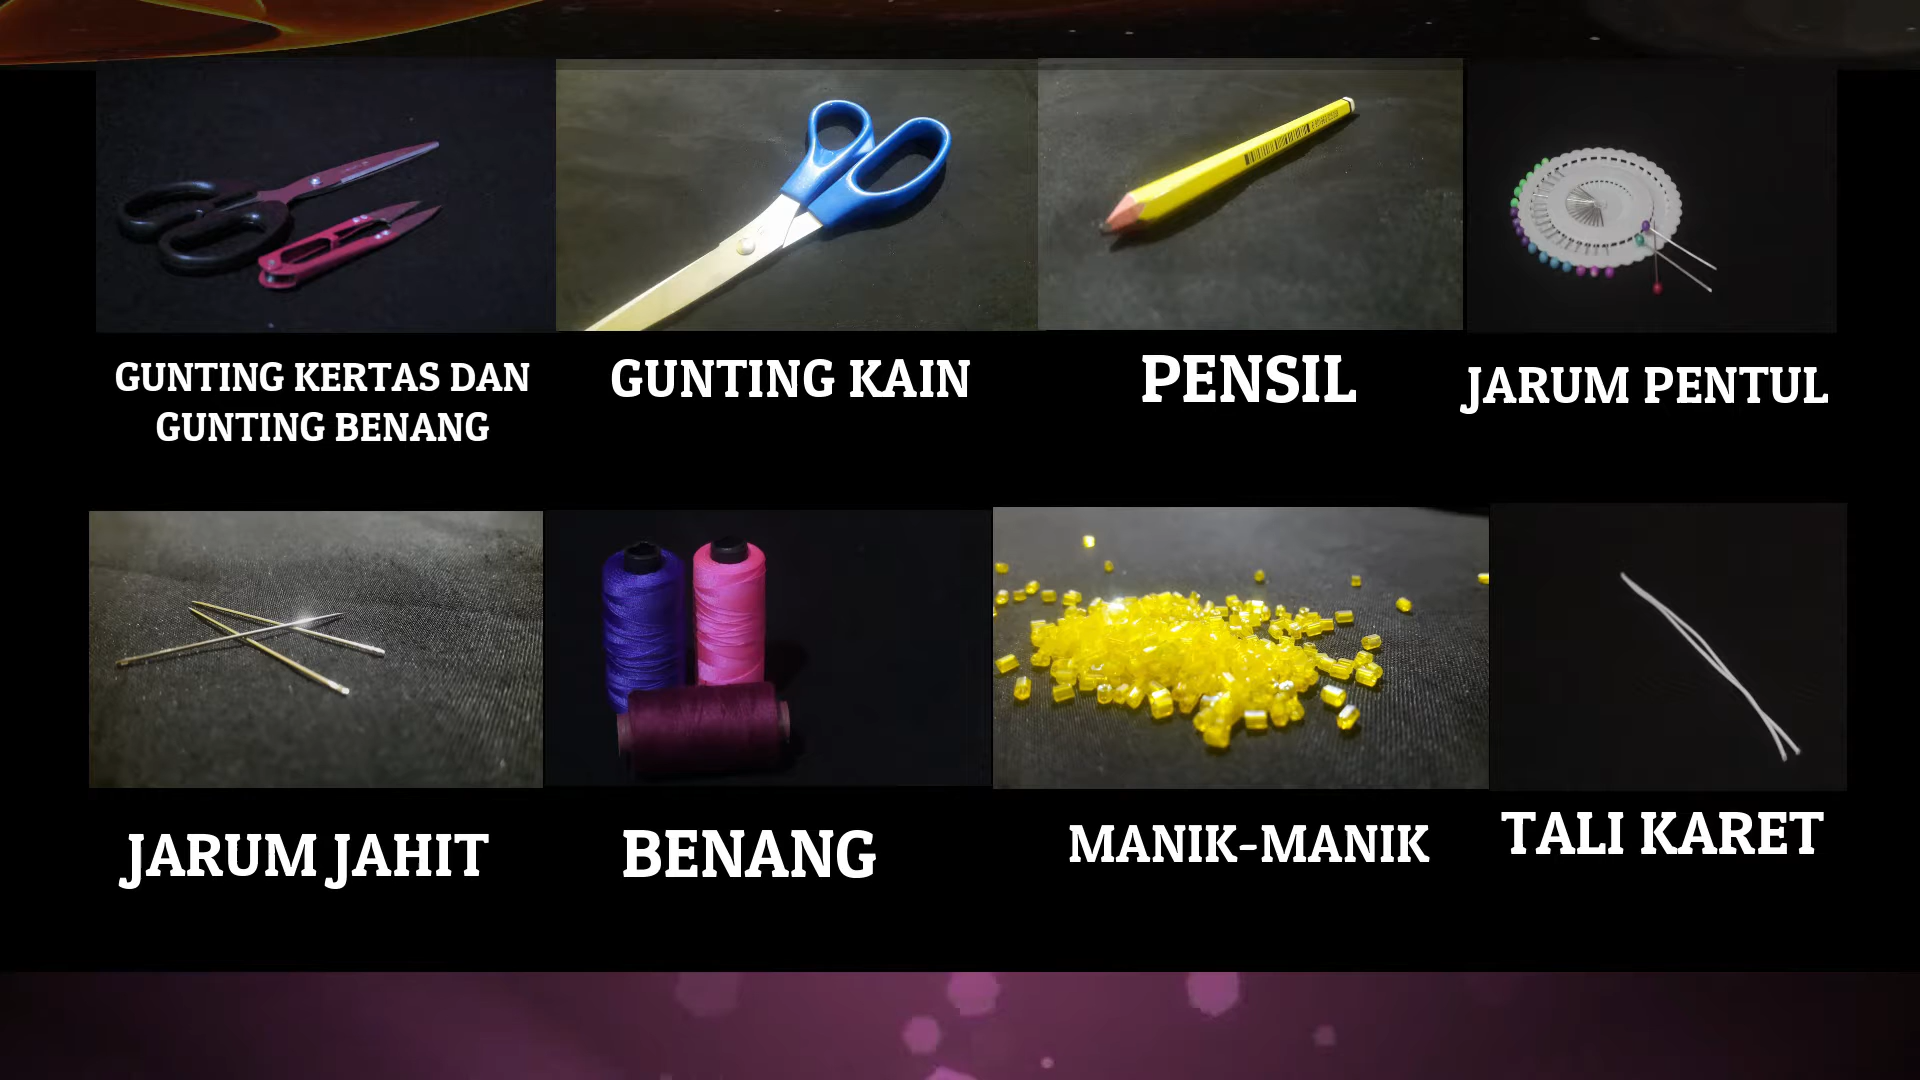 GUNTING KERTAS DAN
GUNTING BENANG
GUNTING KAIN
PENSIL
JARUM PENTUL
JARUM JAHIT
BENANG
MANIK-MANIK
TALI KARET